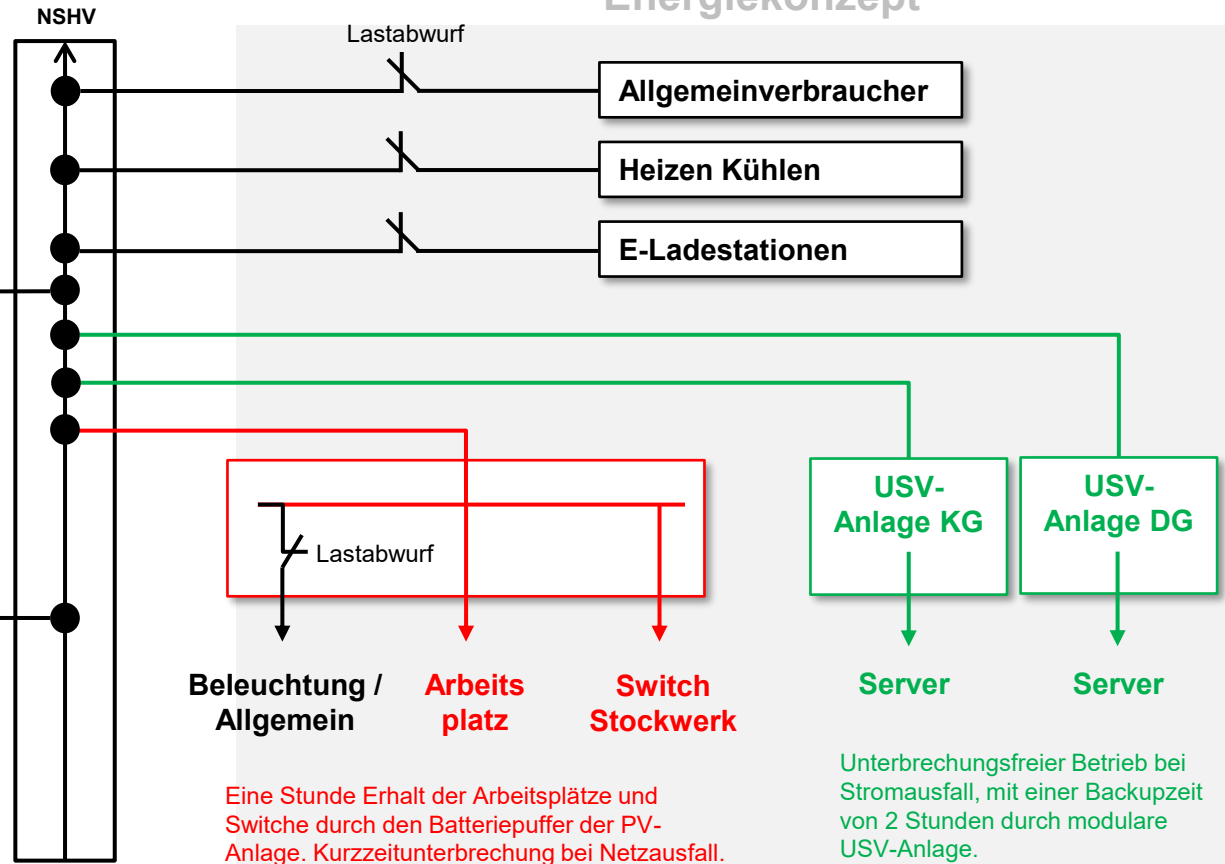 Energiekonzept
NSHV
Lastabwurf
Allgemeinverbraucher
Heizen Kühlen
E-Ladestationen
USV-
Anlage KG
USV-
Anlage DG
Lastabwurf
Beleuchtung /
Allgemein
Arbeits
platz
Switch
Stockwerk
Server
Server
Eine Stunde Erhalt der Arbeitsplätze und
Switche durch den Batteriepuffer der PV-
Anlage. Kurzzeitunterbrechung bei Netzausfall.
Unterbrechungsfreier Betrieb bei
Stromausfall, mit einer Backupzeit
von 2 Stunden durch modulare
USV-Anlage.